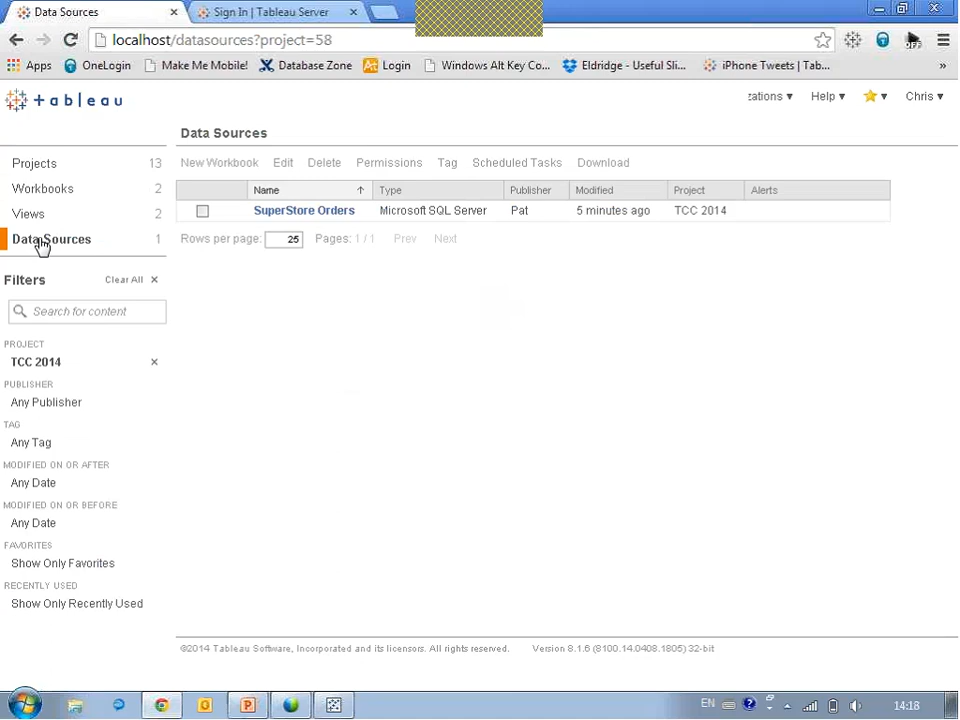 Data Sources
Sign In | Tableau Server
localhost/datasources?project=58
Apps OneLogin Make Me Mobile! Database Zone Login Windows Alt Key Co... Eldridge - Useful Sli... iPhone Tweets | Tab... »
tableau
zations Help Chris
Projects 13
Workbooks 2
Views 2
Data Sources 1
Filters Clear All
Search for content
PROJECT
TCC 2014
PUBLISHER
Any Publisher
TAG
Any Tag
MODIFIED ON OR AFTER
Any Date
MODIFIED ON OR BEFORE
Any Date
FAVORITES
Show Only Favorites
RECENTLY USED
Show Only Recently Used
Data Sources
New Workbook Edit Delete Permissions Tag Scheduled Tasks Download
Name Type Publisher Modified Project Alerts
SuperStore Orders Microsoft SQL Server Pat 5 minutes ago TCC 2014
Rows per page: 25 Pages: 1 / 1 Prev Next
©2014 Tableau Software, Incorporated and its licensors. All rights reserved. Version 8.1.6 (8100.14.0408.1805) 32-bit
EN 14:18